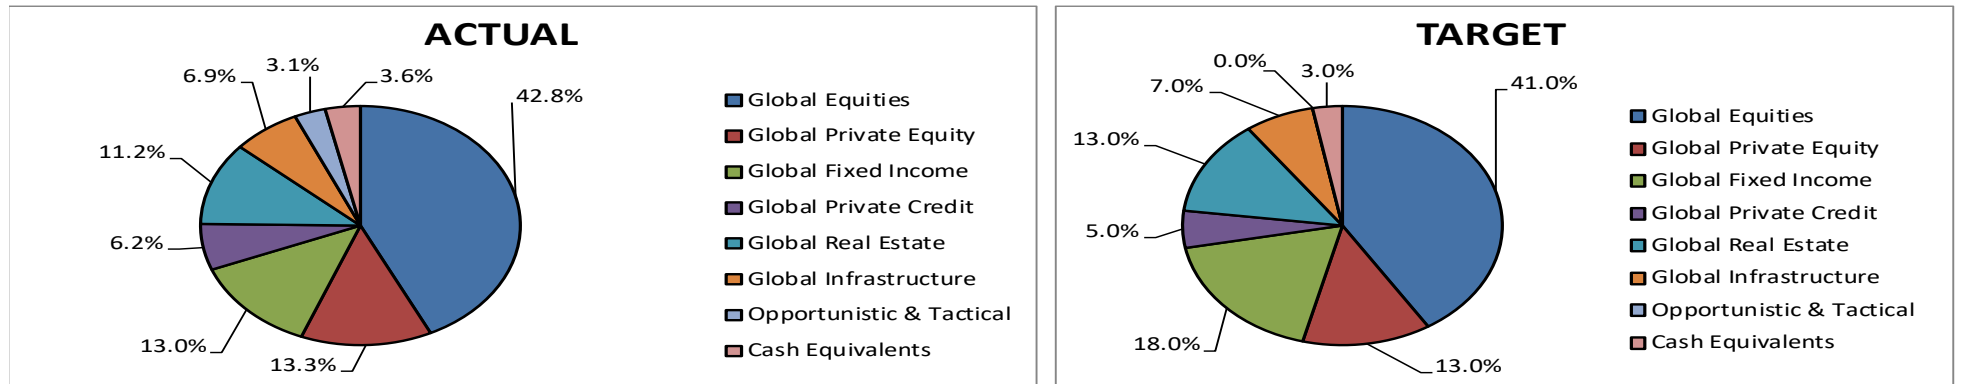 ACTUAL
3.1%
6.9%
3.6%
42.8%
11.2%
6.2%
13.0%
13.3%
Global Equities
Global Private Equity
Global Fixed Income
Global Private Credit
Global Real Estate
Global Infrastructure
Opportunistic & Tactical
Cash Equivalents
TARGET
0.0%
3.0%
7.0%
41.0%
13.0%
5.0%
18.0%
13.0%
Global Equities
Global Private Equity
Global Fixed Income
Global Private Credit
Global Real Estate
Global Infrastructure
Opportunistic & Tactical
Cash Equivalents